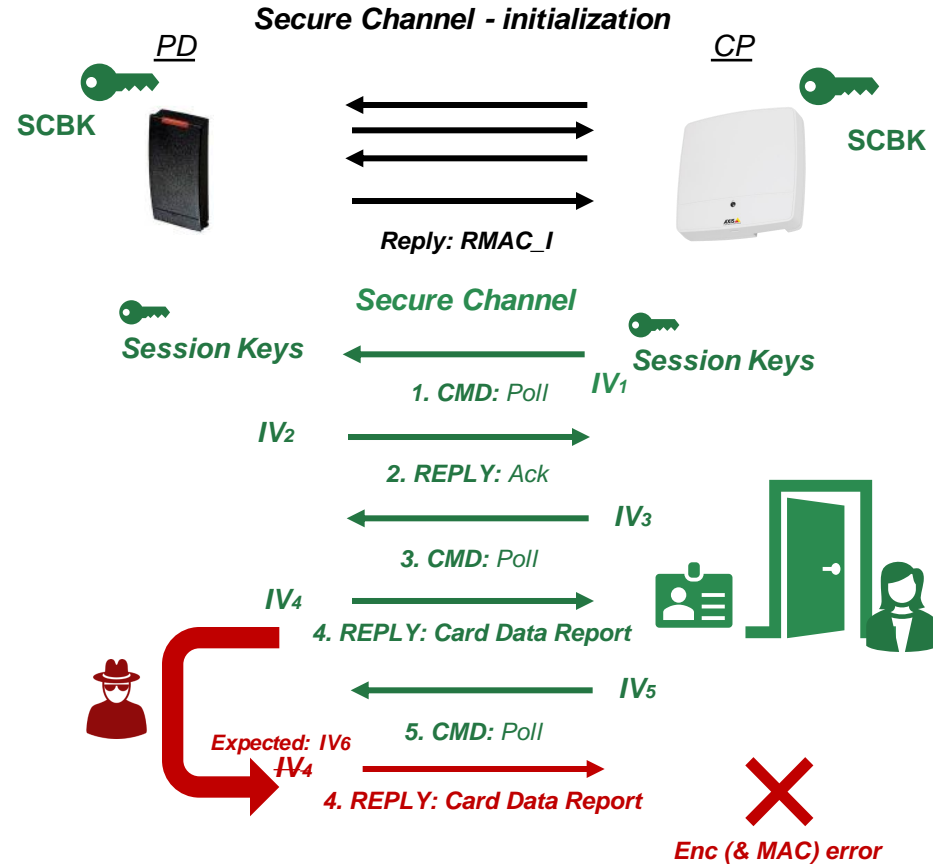 Secure Channel - initialization
PD
CP
SCBK
SCBK
AXIS
Reply: RMAC_I
Secure Channel
Session Keys
Session Keys
IV1
1. CMD: Poll
IV2
2. REPLY: Ack
IV3
3. CMD: Poll
IV4
4. REPLY: Card Data Report
IV5
5. CMD: Poll
Expected: IV6
IV4
4. REPLY: Card Data Report
Enc (& MAC) error